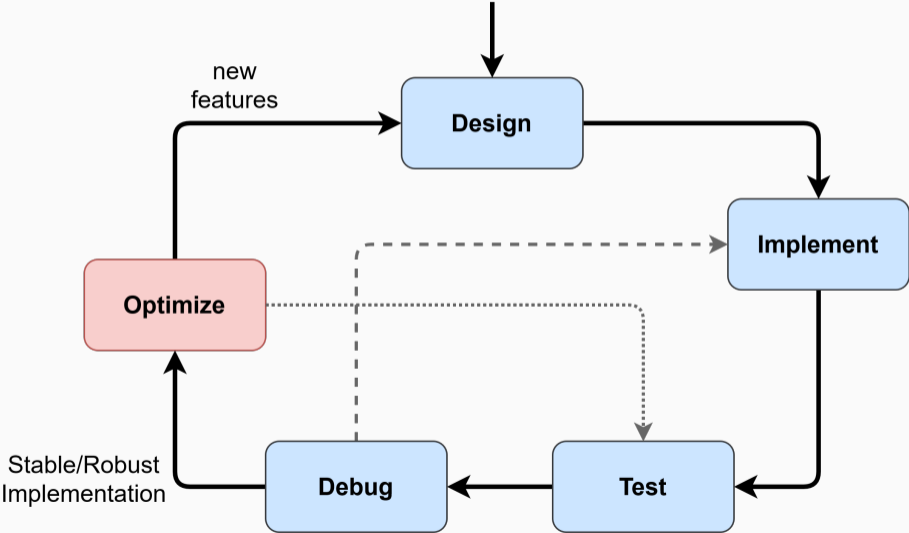 new
features
Design
Implement
Optimize
Stable/Robust
Implementation
Debug
Test